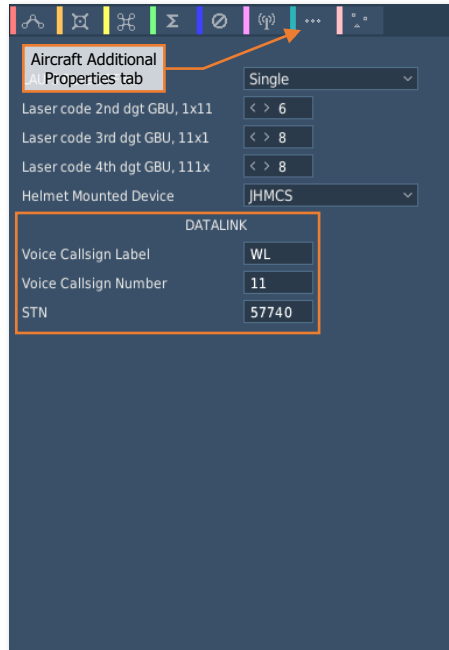 Aircraft Additional
Properties tab
Single
Laser code 2nd dgt GBU, 1x11
< > 6
Laser code 3rd dgt GBU, 11x1
< > 8
Laser code 4th dgt GBU, 111x
< > 8
Helmet Mounted Device
JHMCS
DATALINK
Voice Callsign Label
WL
Voice Callsign Number
11
STN
57740